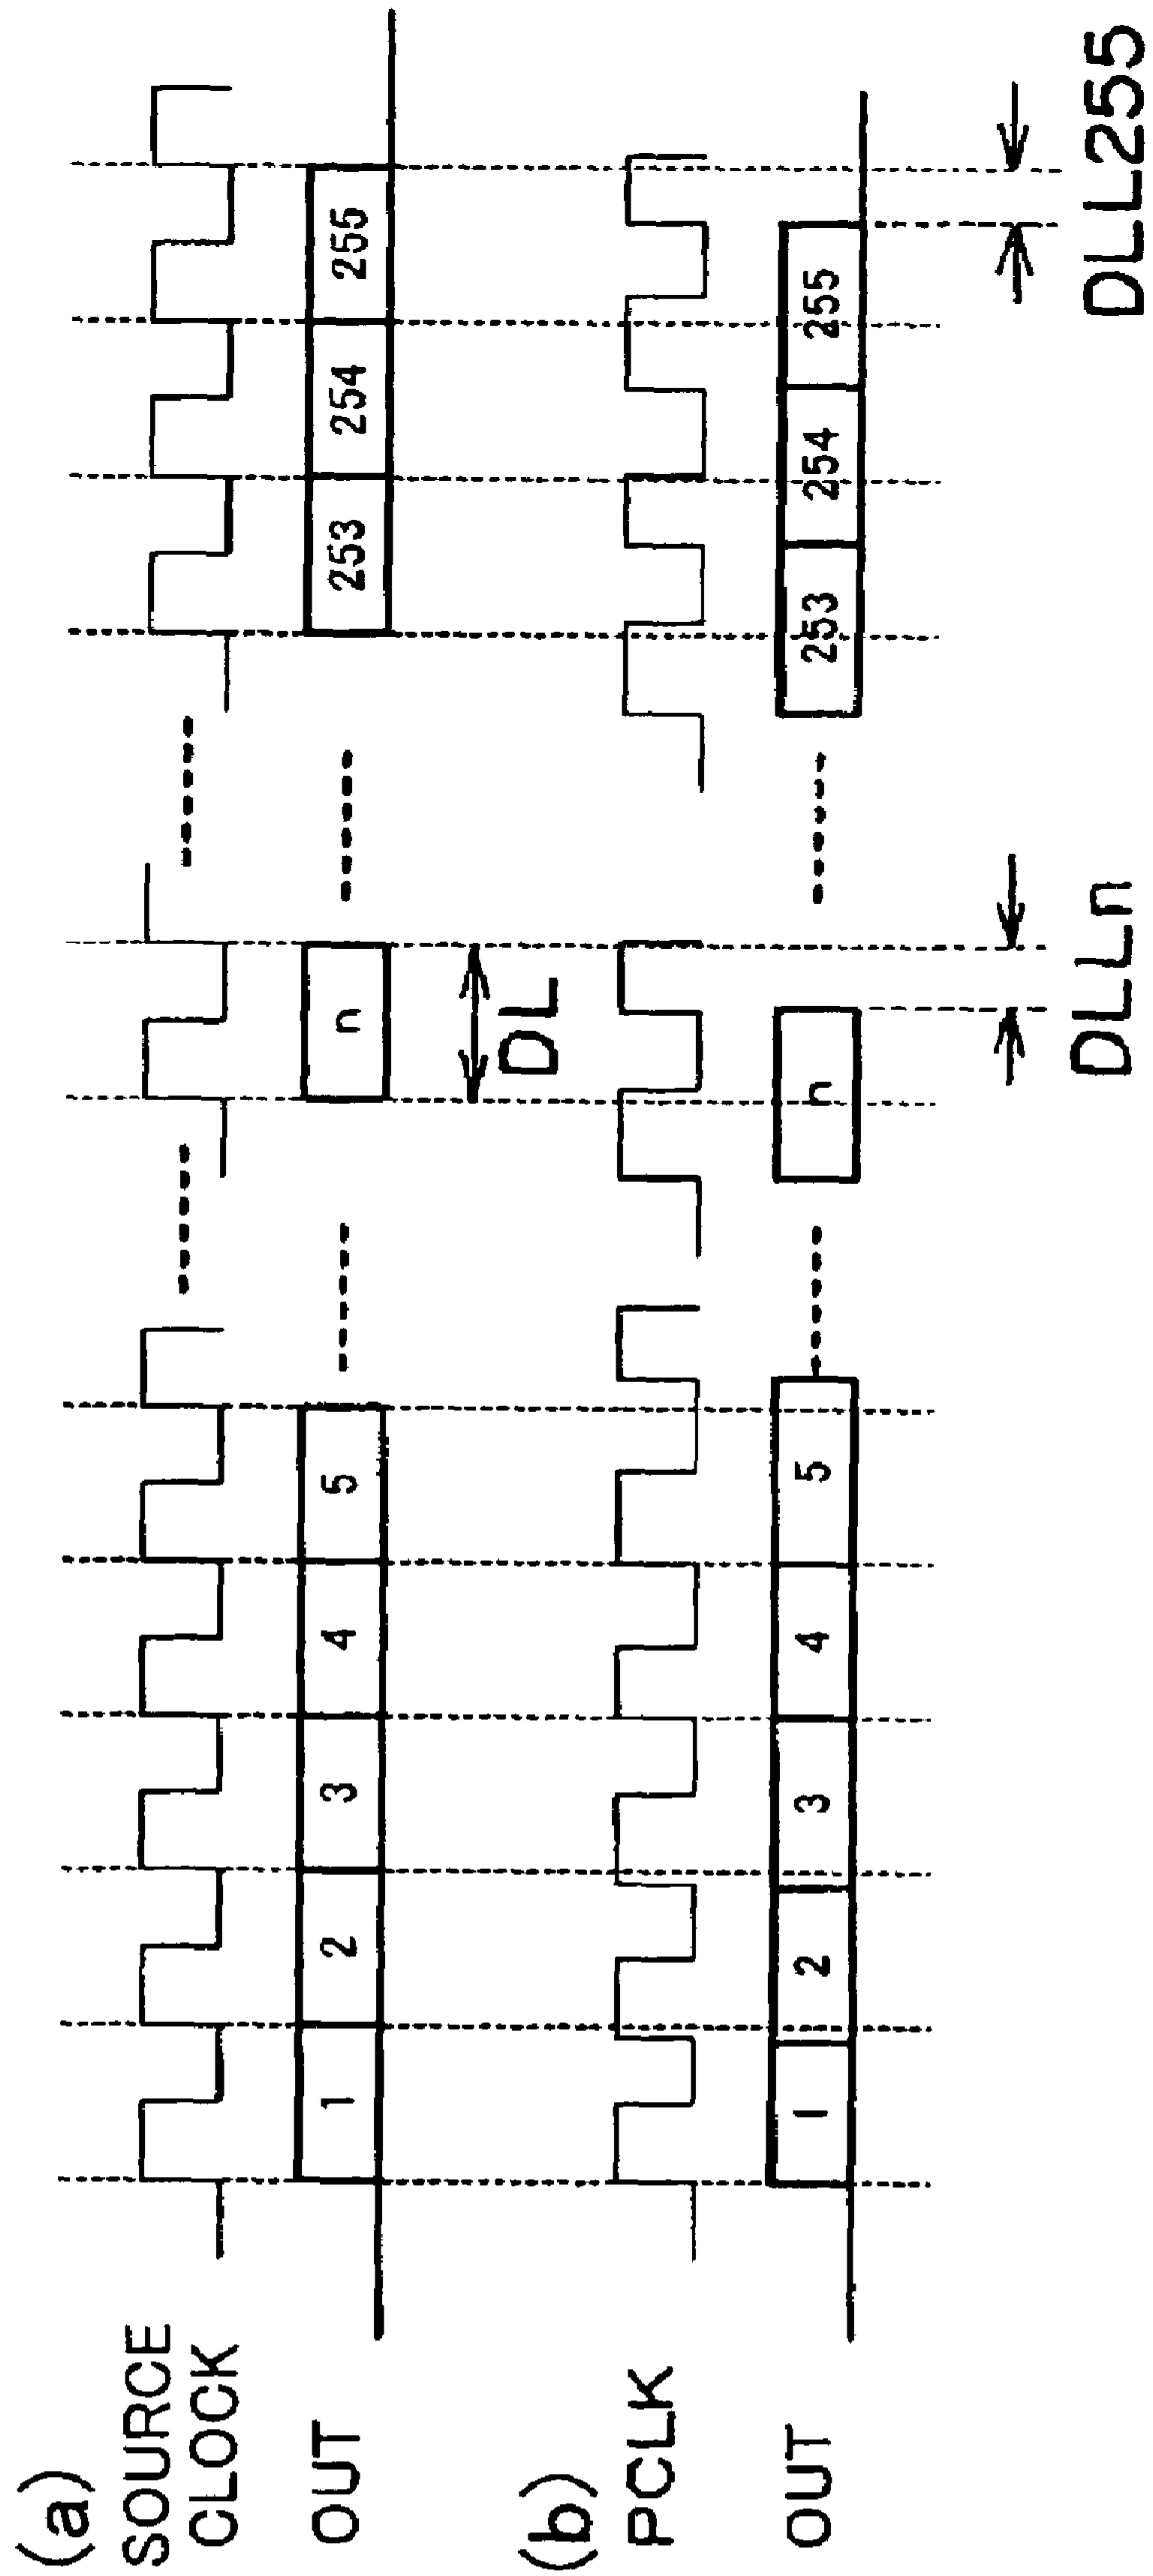 (a)
SOURCE
CLOCK
OUT
1 2 3 4 5 n 253 254 255
DL
(b)
PCLK
OUT
1 2 3 4 5 n 253 254 255
DLLn
DLL255